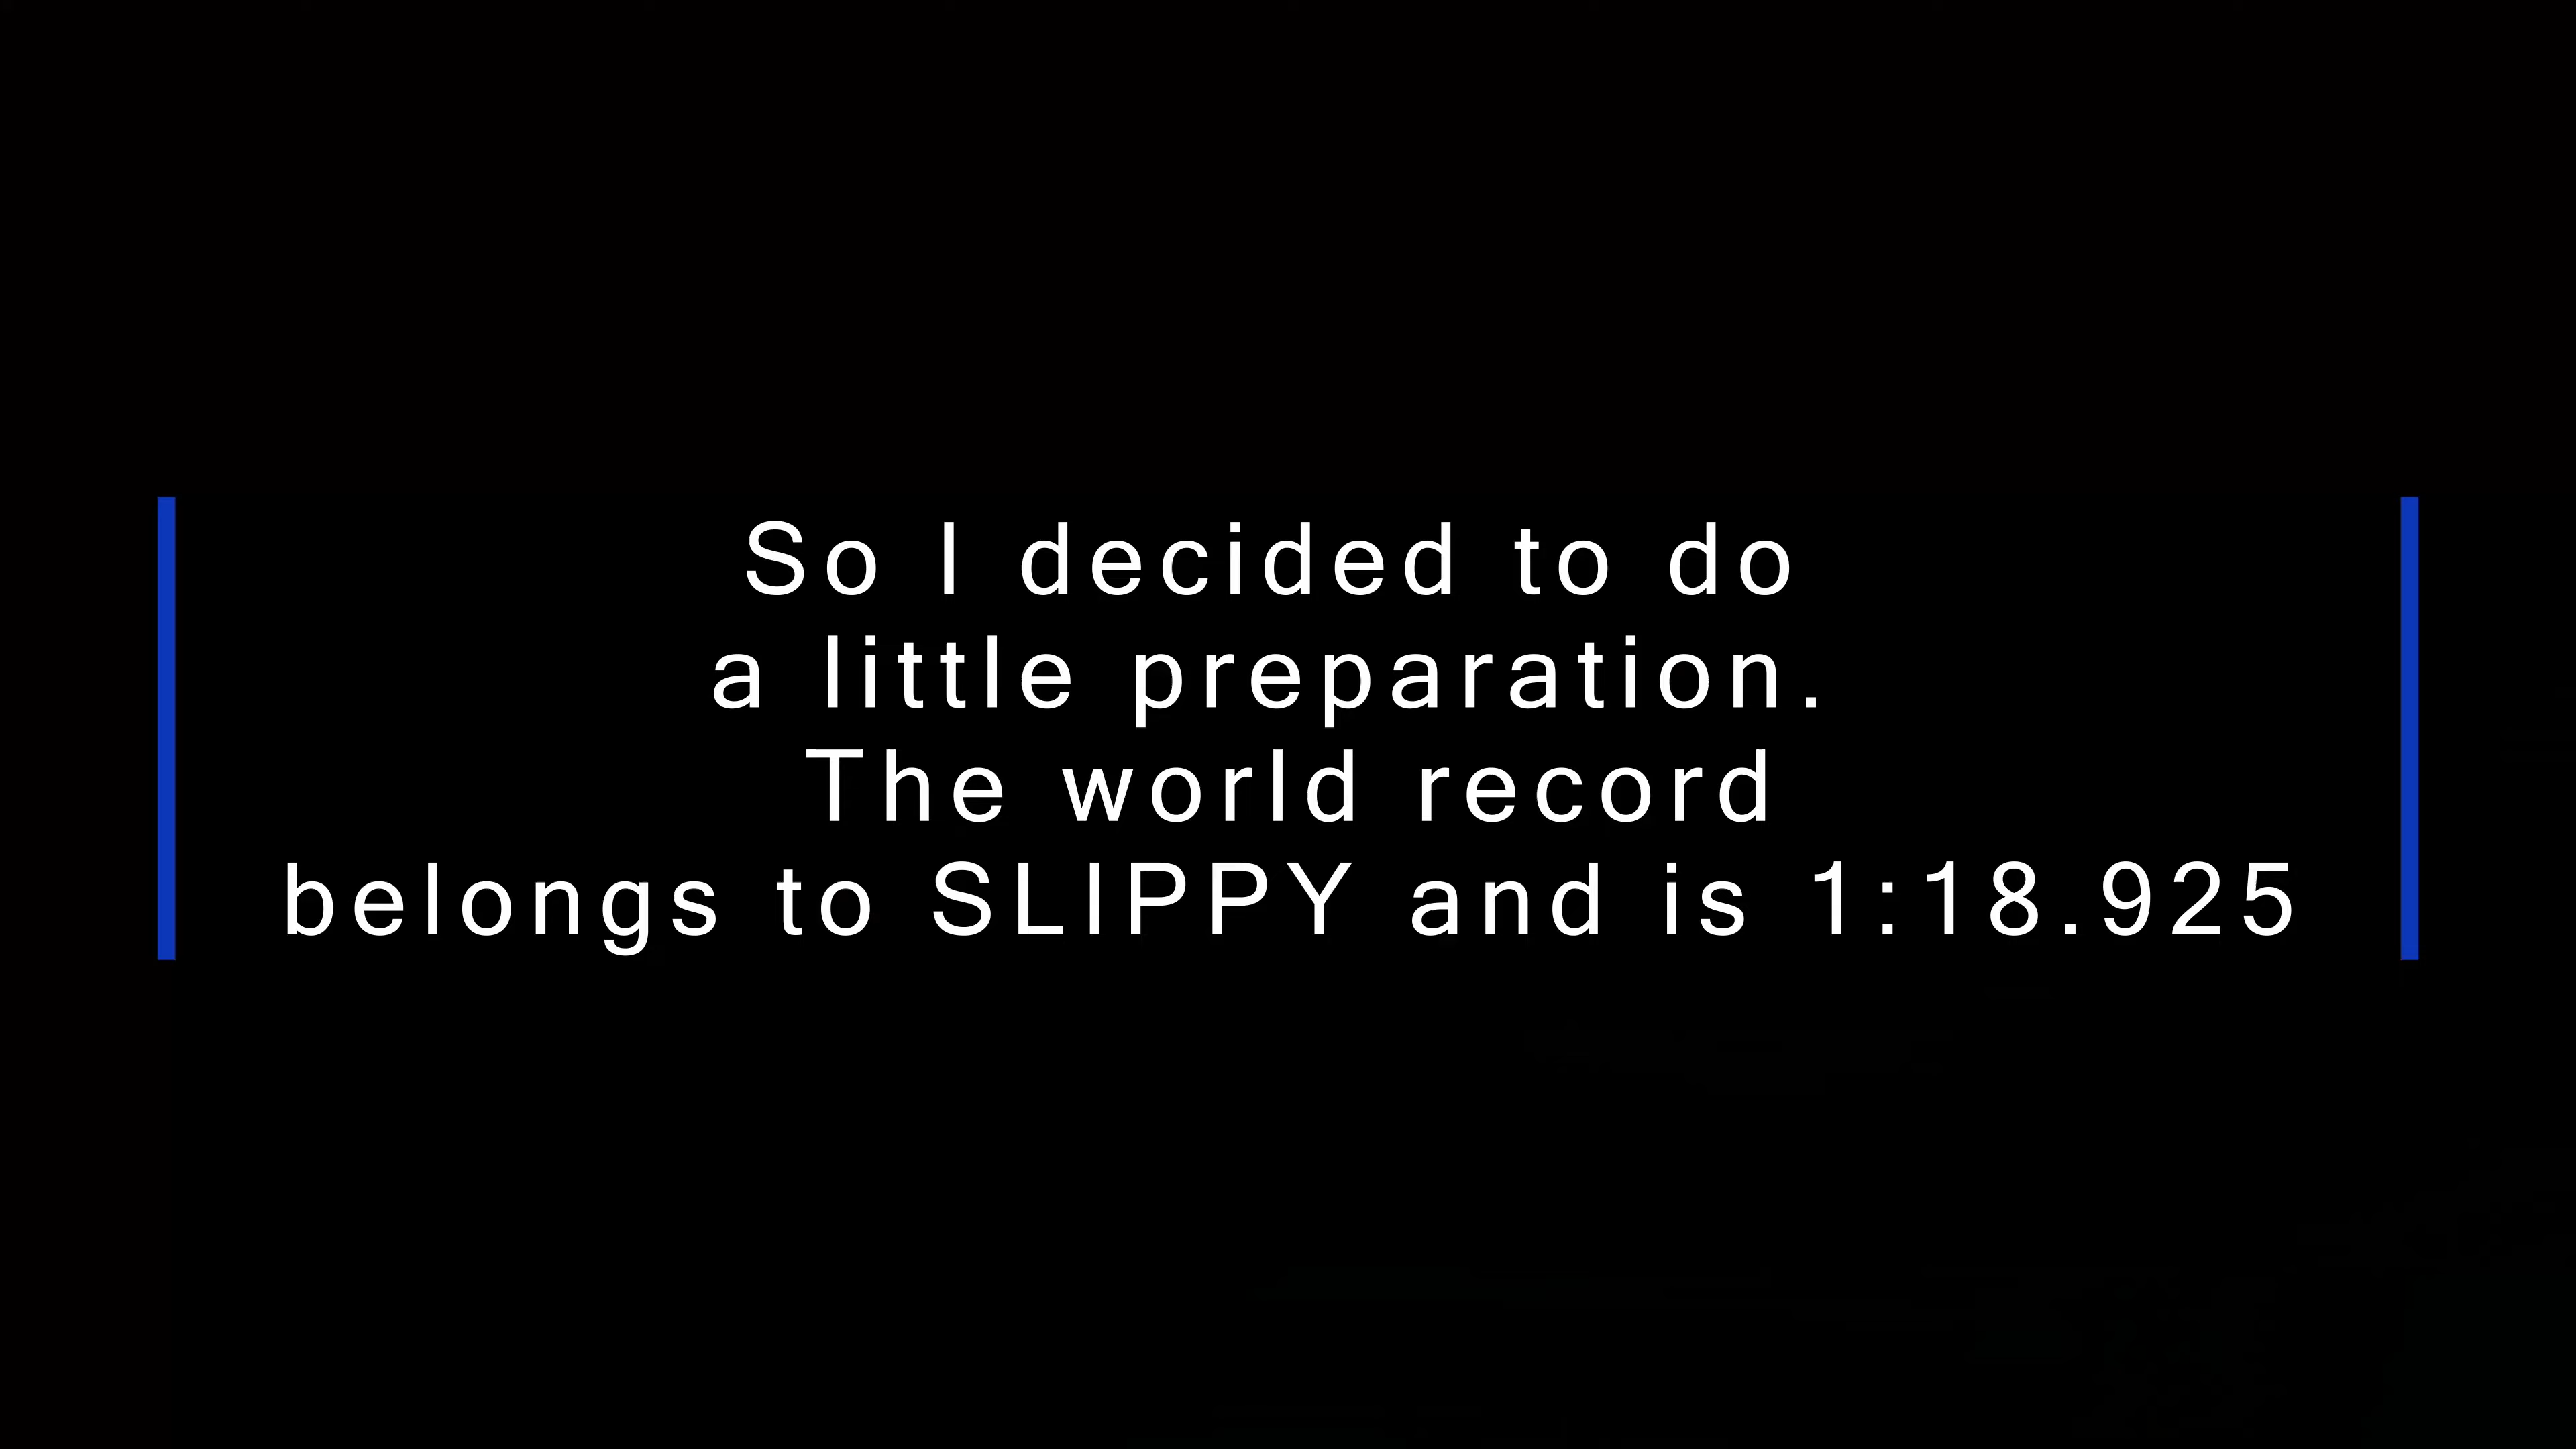 So I decided to do
a little preparation.
The world record
belongs to SLIPPY and is 1:18.925